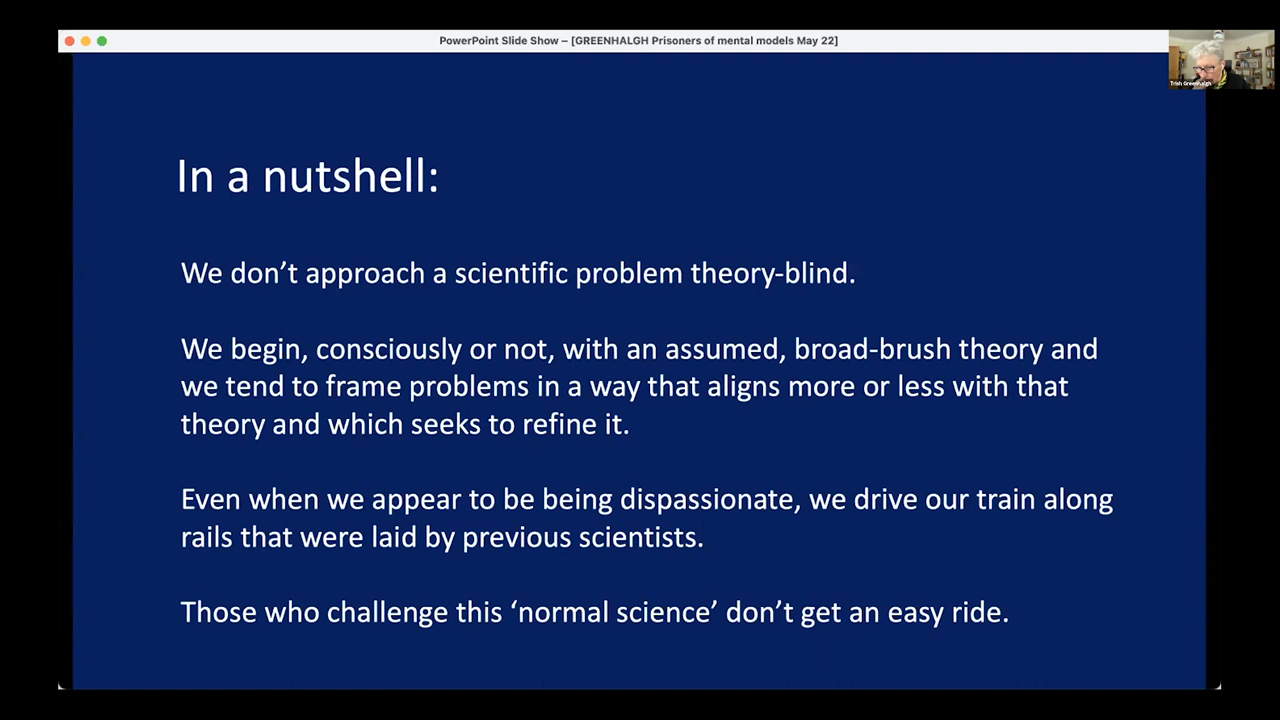 PowerPoint Slide Show – [GREENHALGH Prisoners of mental models May 22]
Trish Greenhalgh
In a nutshell:
We don’t approach a scientific problem theory-blind.
We begin, consciously or not, with an assumed, broad-brush theory and
we tend to frame problems in a way that aligns more or less with that
theory and which seeks to refine it.
Even when we appear to be being dispassionate, we drive our train along
rails that were laid by previous scientists.
Those who challenge this ‘normal science’ don’t get an easy ride.